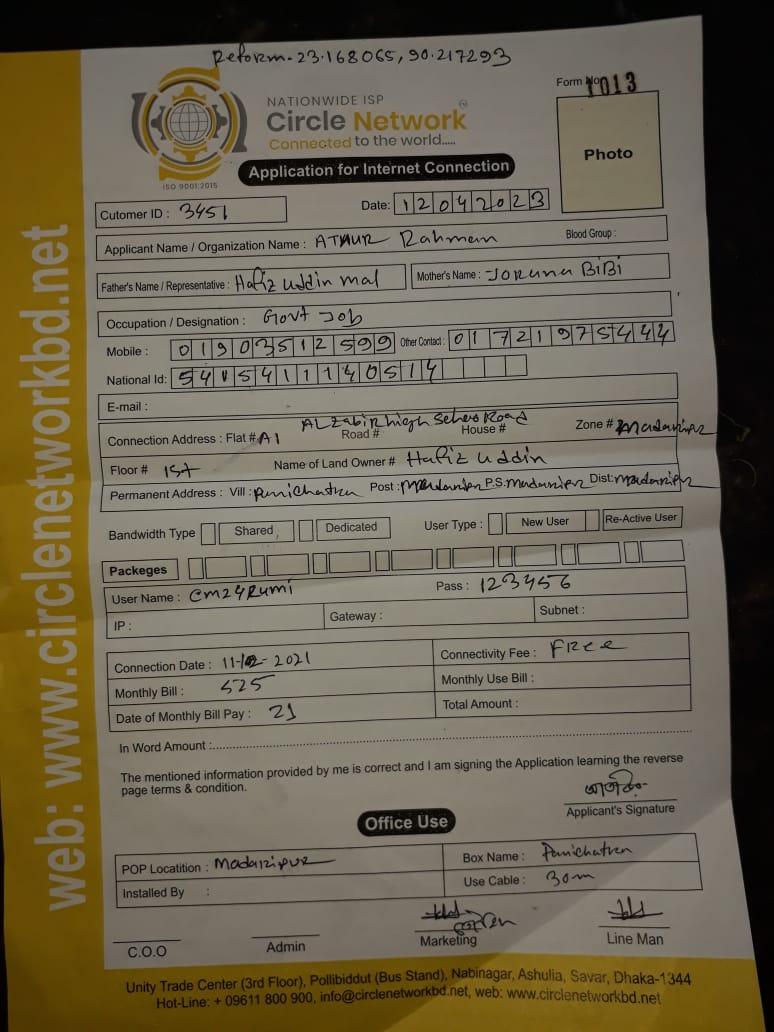 Reform-23.168065, 90.217293
Form No 1013
NATIONWIDE ISP
Circle Network
Connected to the world.....
ISO 9001:2015
Application for Internet Connection
Photo
Cutomer ID : 3451 Date: 12042023
Applicant Name / Organization Name : Rahman Blood Group :
Father's Name / Representative : Hafiz uddin mal Mother's Name : BiBi
Occupation / Designation : Govt Job
Mobile : 01903512599 Other Contact : 01721975444
National Id:
E-mail :
Connection Address : Flat # A1 Road # House # Zone #
ALZabir high Road
Floor # 1st Name of Land Owner # Hafiz uddin
Permanent Address : Vill : Post : P.S. Dist:
Bandwidth Type Shared Dedicated User Type : New User Re-Active User
Packeges
User Name : cm24Rumi Pass : 123456
IP : Gateway : Subnet :
Connection Date : 11-02-2021 Connectivity Fee : Free
Monthly Bill : 525 Monthly Use Bill :
Date of Monthly Bill Pay : 21 Total Amount :
In Word Amount :
The mentioned information provided by me is correct and I am signing the Application learning the reverse
page terms & condition.
Applicant's Signature
Office Use
POP Locatition : Madaripur Box Name : Panichatra
Installed By : Use Cable : 30m
C.O.O Admin Marketing Line Man
Unity Trade Center (3rd Floor), Pollibiddut (Bus Stand), Nabinagar, Ashulia, Savar, Dhaka-1344
Hot-Line: + 09611 800 900, info@circlenetworkbd.net, web: www.circlenetworkbd.net
web: www.circlenetworkbd.net